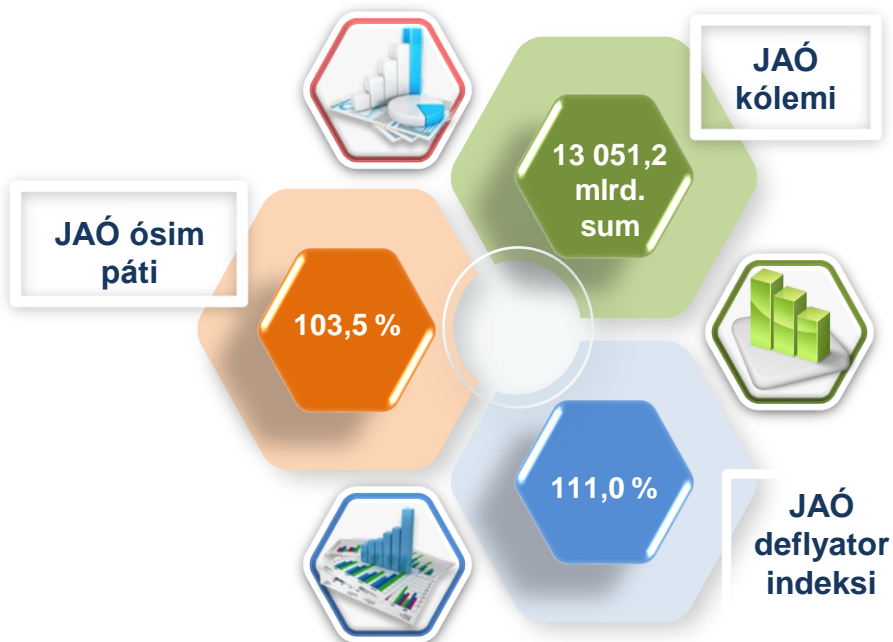 JAÓ
kólemi
13 051,2
mlrd.
sum
JAÓ ósim
páti
103,5 %
111,0 %
JAÓ
deflyator
indeksi